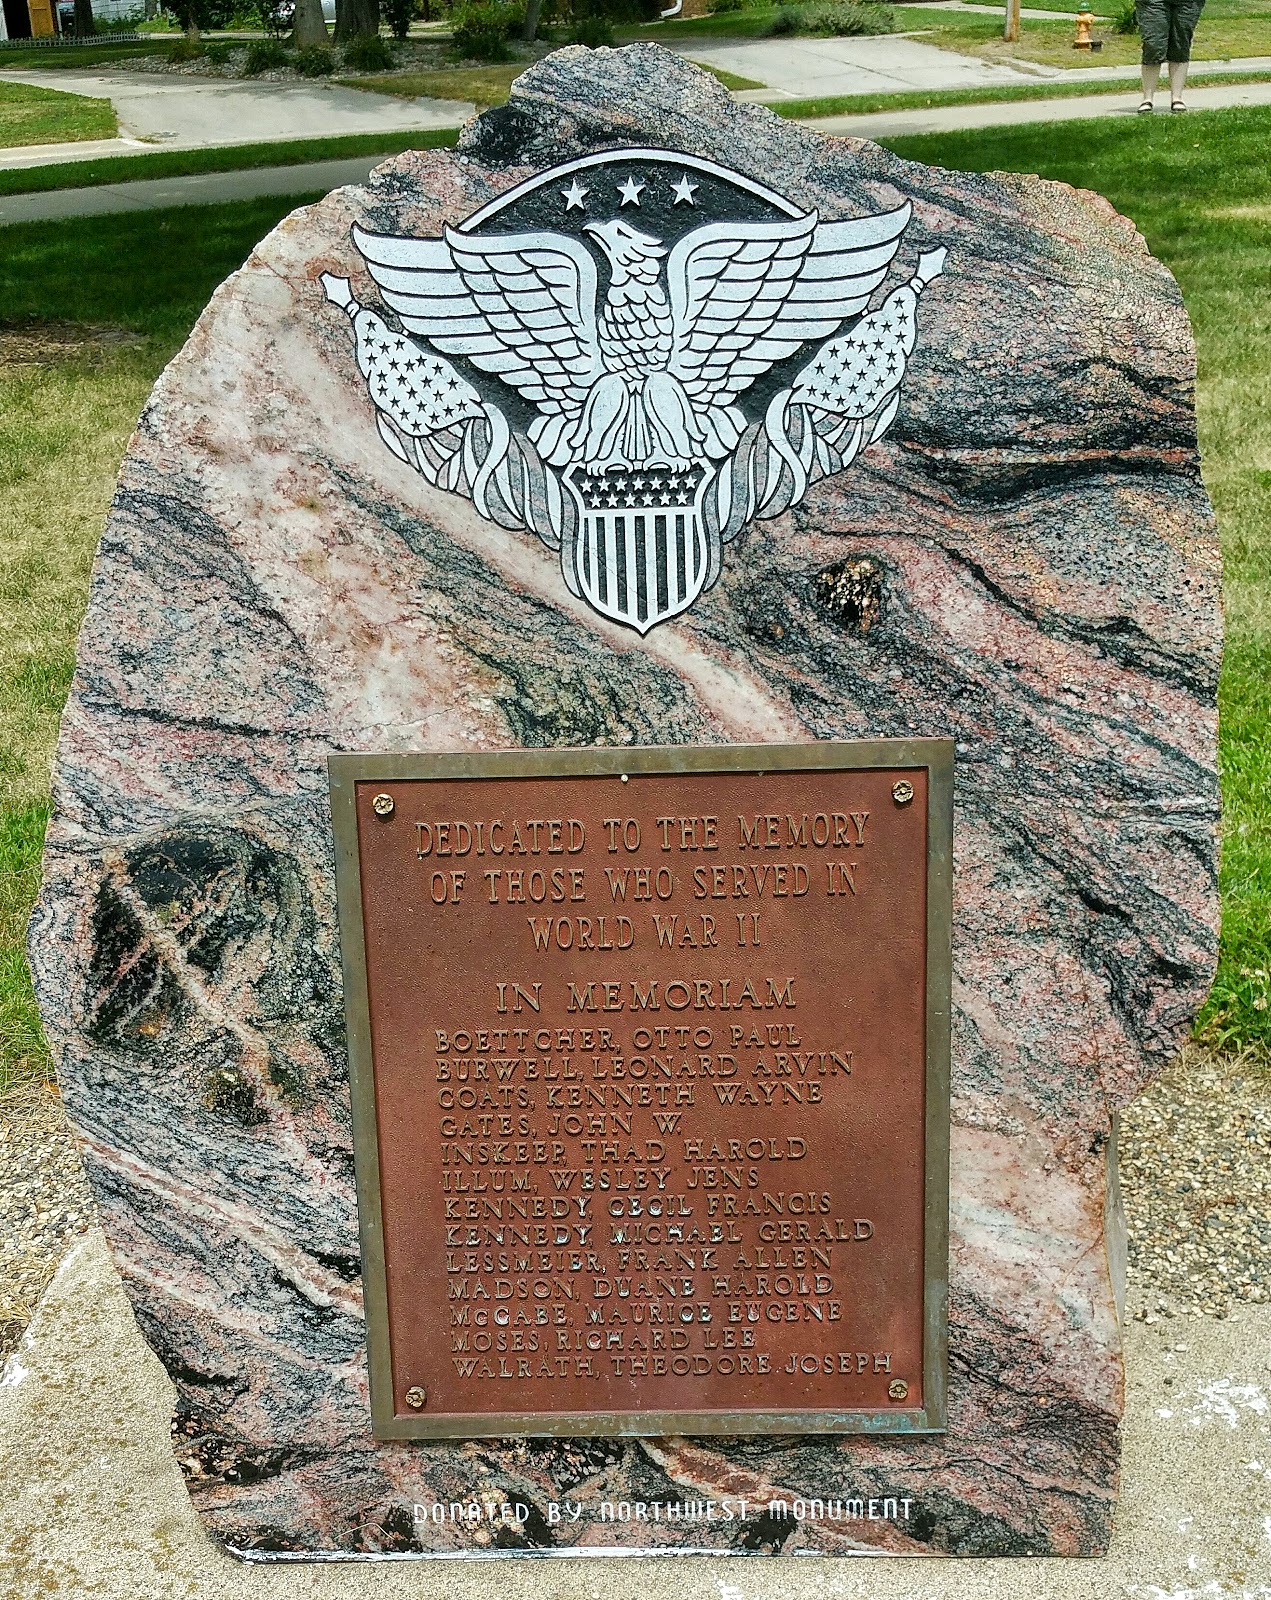 DEDICATED TO THE MEMORY
OF THOSE WHO SERVED IN
WORLD WAR II
IN MEMORIAM
BOETTCHER, OTTO PAUL
BURWELL, LEONARD ARVIN
COATS, KENNETH WAYNE
GATES, JOHN W.
INSKEEP, THAD HAROLD
ILLUM, WESLEY JENS
KENNEDY, CECIL FRANCIS
KENNEDY, MICHAEL GERALD
LESSMEIER, FRANK ALLEN
MADSON, DUANE HAROLD
McCABE, MAURICE EUGENE
MOSES, RICHARD LEE
WALRATH, THEODORE JOSEPH
DONATED BY NORTHWEST MONUMENT